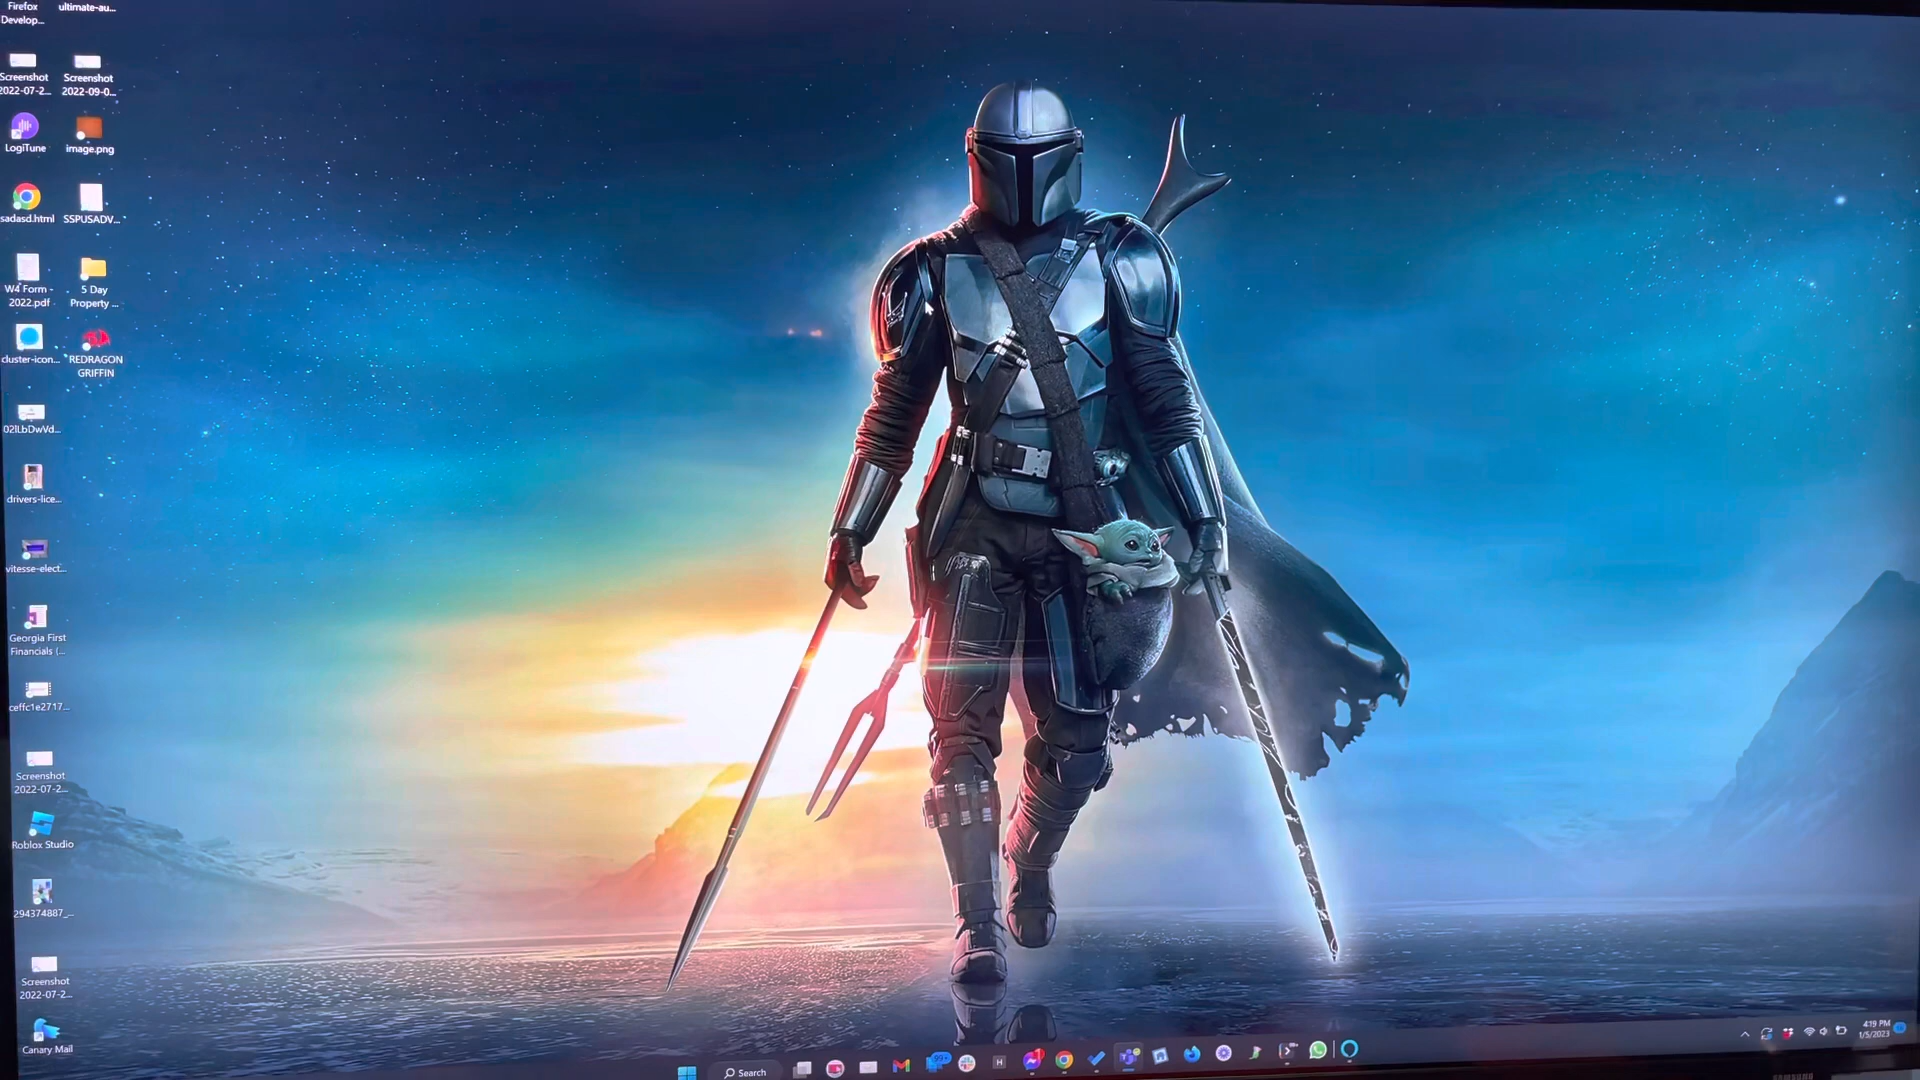 Firefox
Develop...
ultimate-au...
Screenshot
2022-07-2...
Screenshot
2022-09-0...
LogiTune
image.png
sadasd.html
SSPUSADV...
W4 Form -
2022.pdf
5 Day
Property ...
cluster-icon...
REDRAGON
GRIFFIN
02lLbDwVd...
drivers-lice...
vitesse-elect...
Georgia First
Financials (...
ceffc1e2717...
Screenshot
2022-07-2...
Roblox Studio
294374887_...
Screenshot
2022-07-2...
Canary Mail
Search
99+
H
4:19 PM
1/5/2023